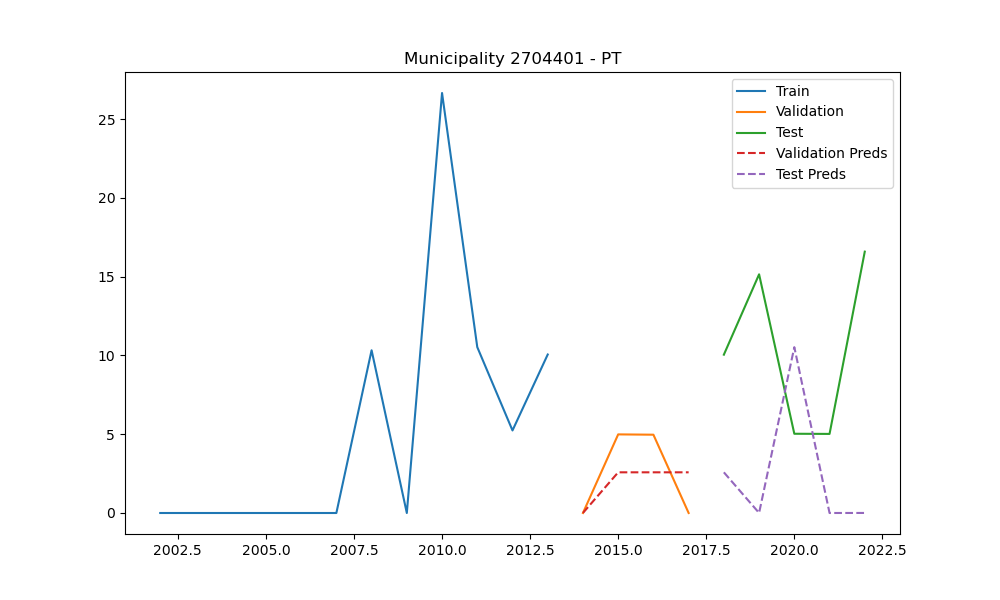 Municipality 2704401 - PT
Train
Validation
Test
Validation Preds
Test Preds
25
20
15
10
5
0
2002.5 2005.0 2007.5 2010.0 2012.5 2015.0 2017.5 2020.0 2022.5